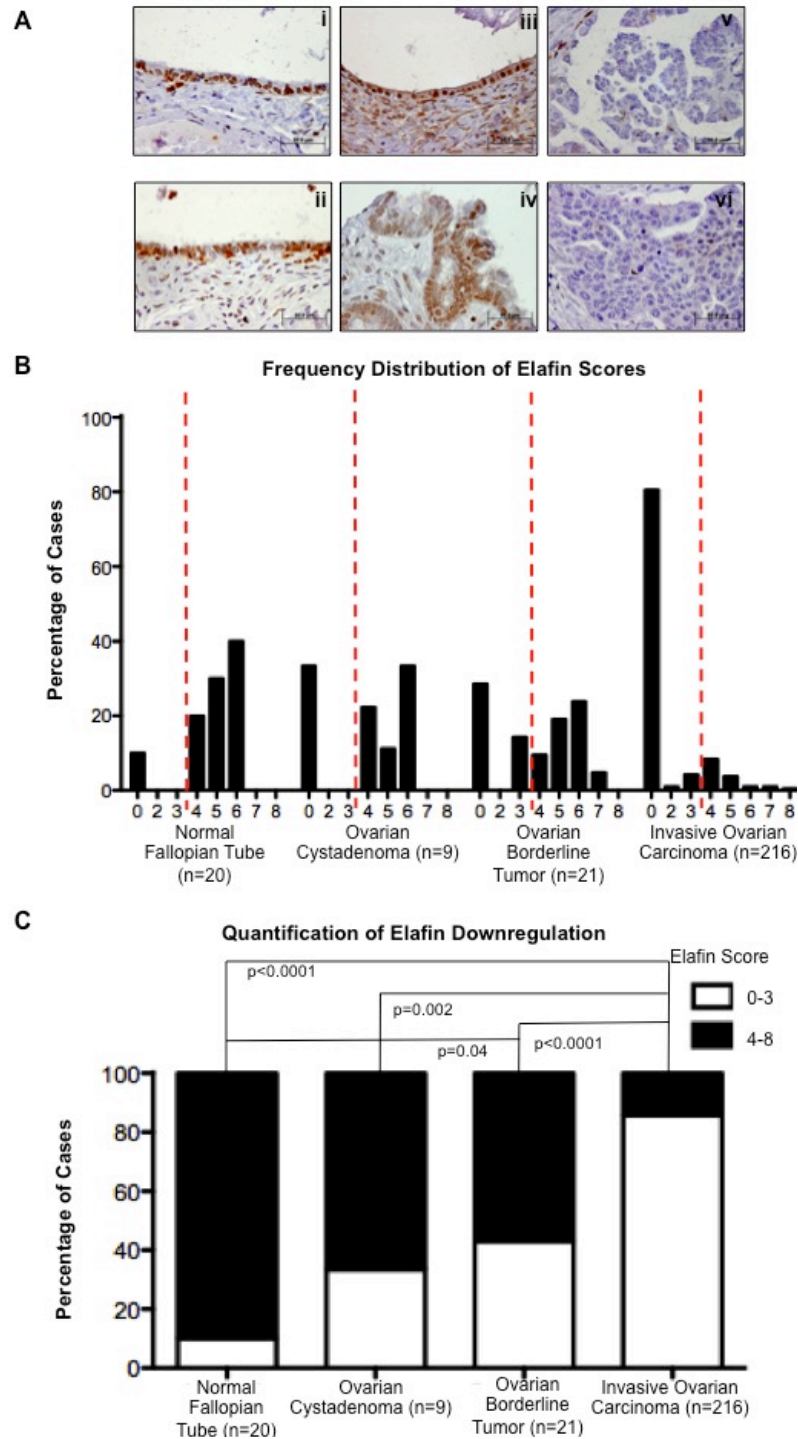 A
i
iii
v
ii
iv
vi
B
Frequency Distribution of Elafin Scores
100
80
60
40
20
0
Percentage of Cases
0 2 3 4 5 6 7 8 0 2 3 4 5 6 7 8 0 2 3 4 5 6 7 8 0 2 3 4 5 6 7 8
Normal
Fallopian Tube
(n=20)
Ovarian
Cystadenoma (n=9)
Ovarian
Borderline
Tumor (n=21)
Invasive Ovarian
Carcinoma (n=216)
C
Quantification of Elafin Downregulation
Elafin Score
0-3
4-8
p<0.0001
p=0.002
p=0.04
p<0.0001
100
80
60
40
20
0
Percentage of Cases
Normal
Fallopian
Tube (n=20)
Ovarian
Cystadenoma (n=9)
Ovarian
Borderline
Tumor (n=21)
Invasive Ovarian
Carcinoma (n=216)